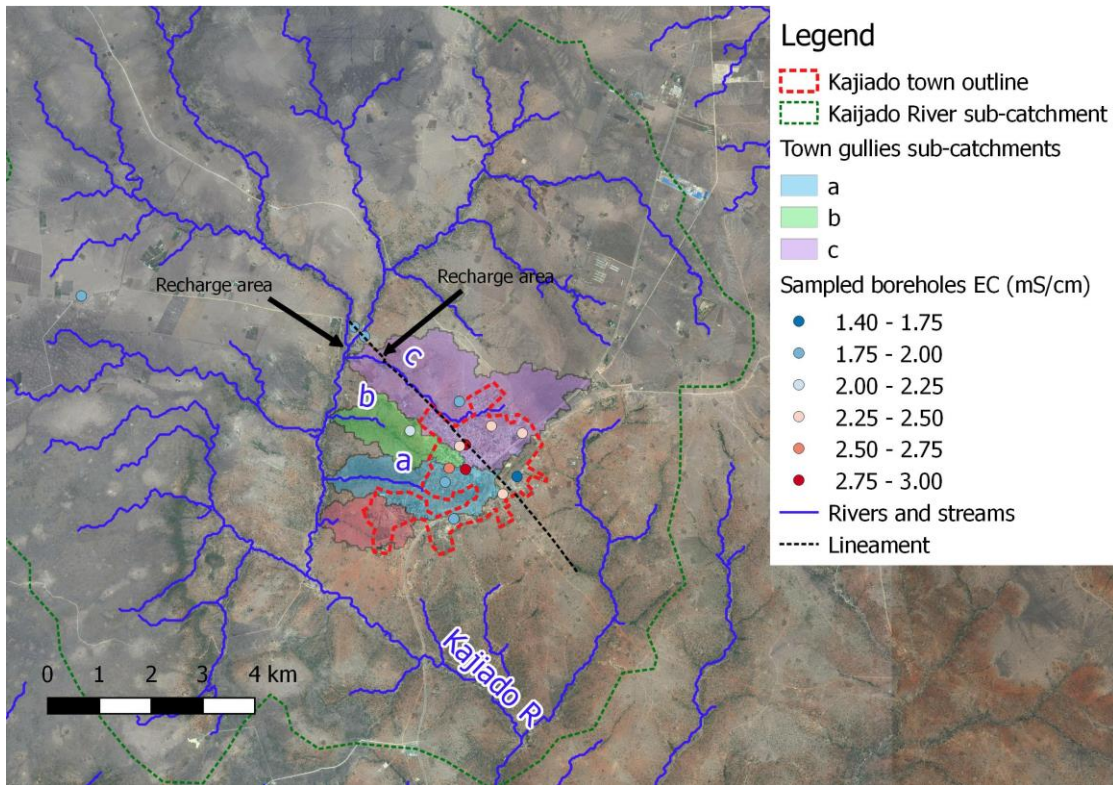 Legend
Kajiado town outline
Kaijado River sub-catchment
Town gullies sub-catchments
a
b
c
Sampled boreholes EC (mS/cm)
1.40 - 1.75
1.75 - 2.00
2.00 - 2.25
2.25 - 2.50
2.50 - 2.75
2.75 - 3.00
Rivers and streams
Lineament
Recharge area
Recharge area
c
b
a
Kajiado R
0 1 2 3 4 km